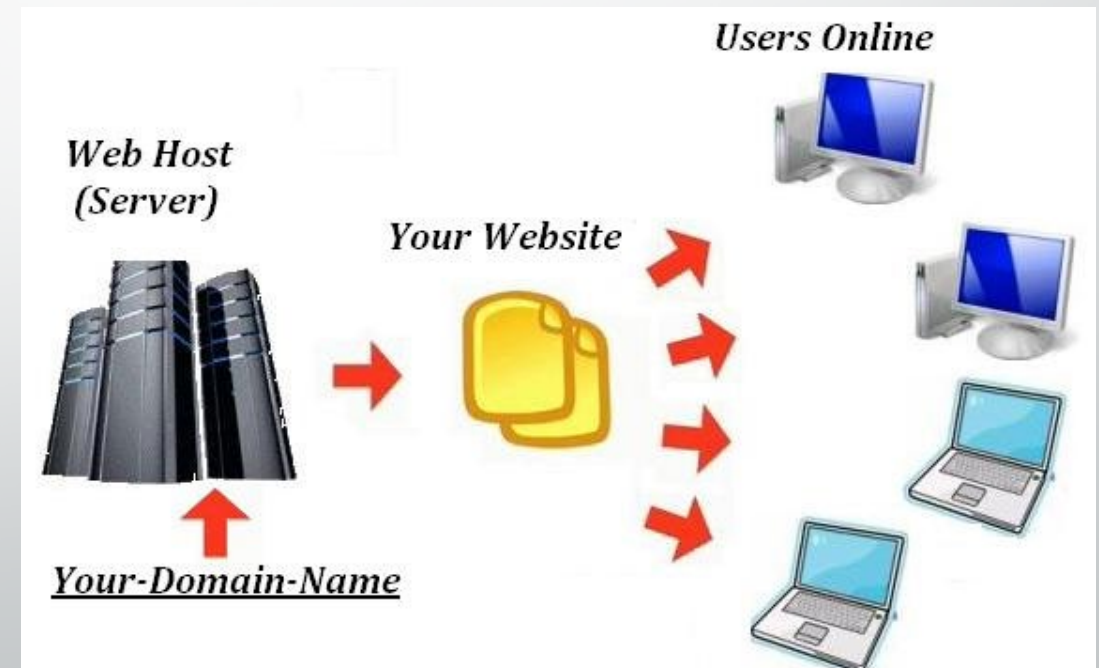 Users Online
Web Host
(Server)
Your Website
Your-Domain-Name